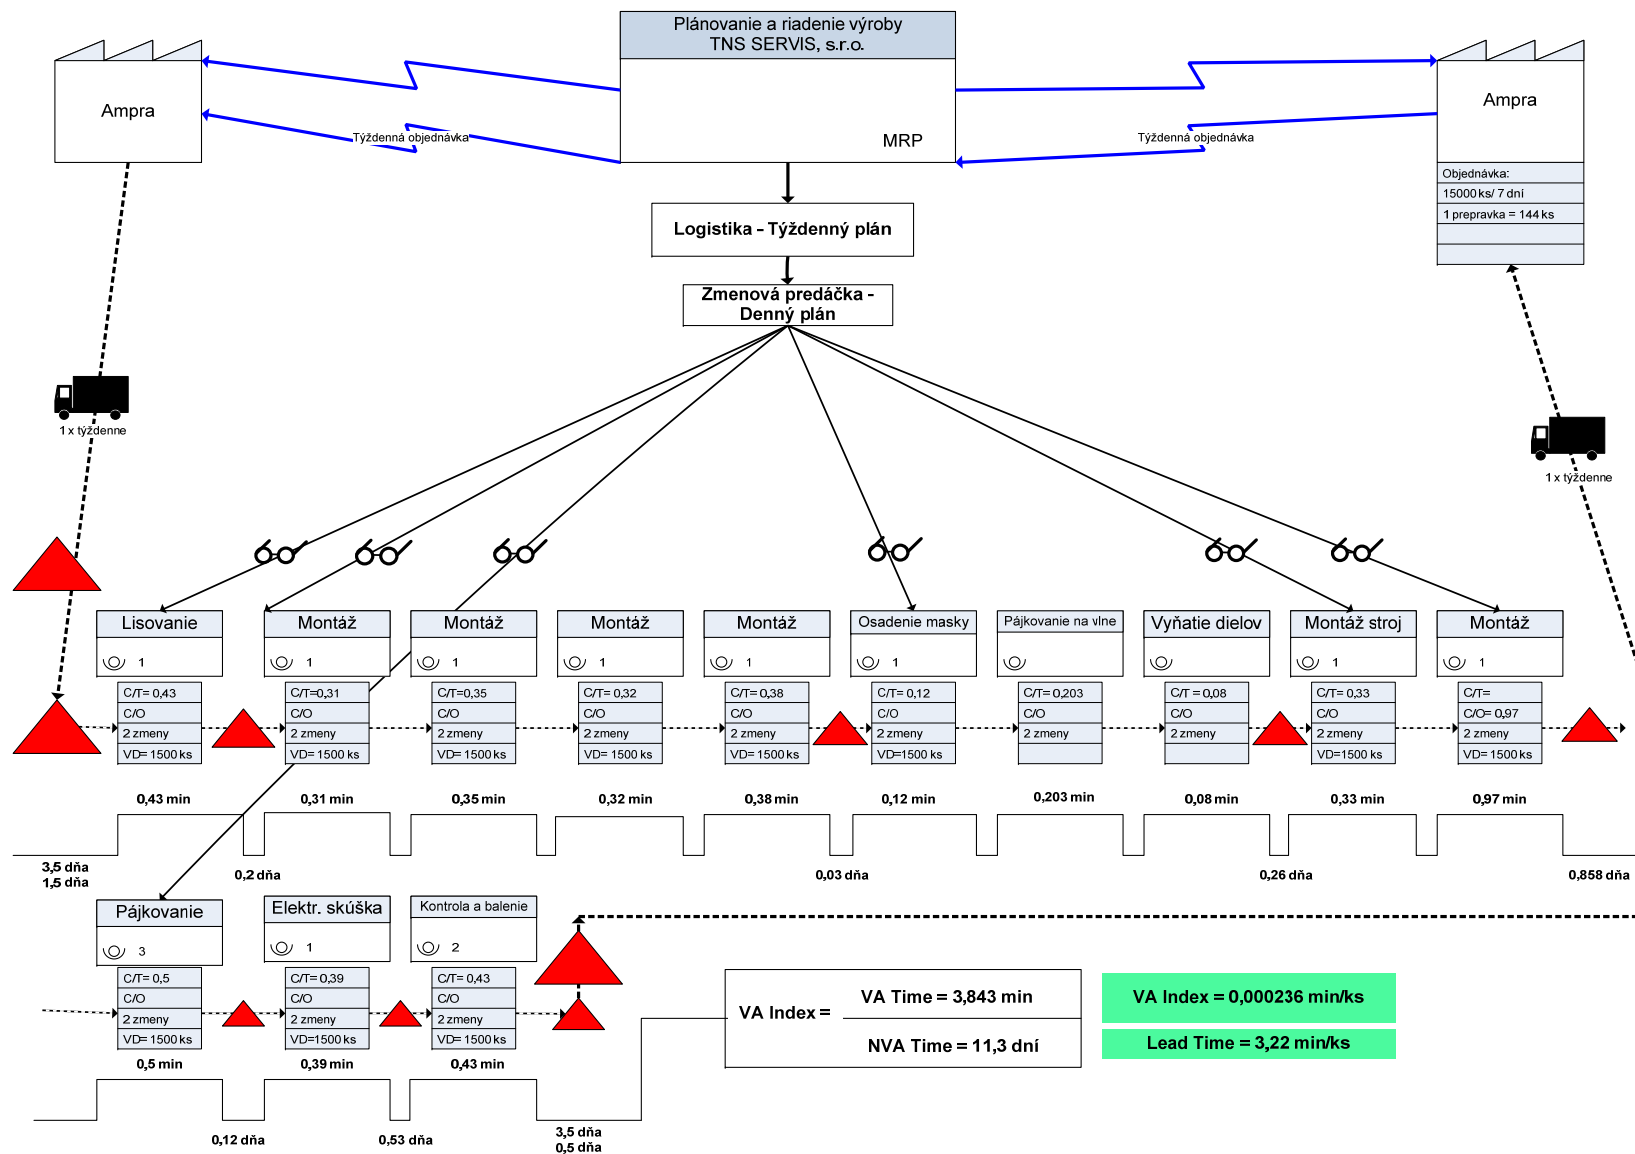 Plánovanie a riadenie výroby
TNS SERVIS, s.r.o.
MRP
Ampra
Týždenná objednávka
Týždenná objednávka
Ampra
Objednávka:
15000 ks/ 7 dní
1 prepravka = 144 ks
Logistika - Týždenný plán
Zmenová predáčka -
Denný plán
1 x týždenne
1 x týždenne
Lisovanie
1
C/T= 0,43
C/O
2 zmeny
VD= 1500 ks
Montáž
1
C/T=0,31
C/O
2 zmeny
VD= 1500 ks
Montáž
1
C/T=0,35
C/O
2 zmeny
VD= 1500 ks
Montáž
1
C/T= 0,32
C/O
2 zmeny
VD= 1500 ks
Montáž
1
C/T= 0,38
C/O
2 zmeny
VD= 1500 ks
Osadenie masky
1
C/T= 0,12
C/O
2 zmeny
VD=1500 ks
Pájkovanie na vlne
C/T= 0,203
C/O
2 zmeny
Vyňatie dielov
C/T = 0,08
C/O
2 zmeny
Montáž stroj
1
C/T= 0,33
C/O
2 zmeny
VD= 1500 ks
Montáž
1
C/T=
C/O= 0,97
2 zmeny
VD= 1500 ks
0,43 min
0,31 min
0,35 min
0,32 min
0,38 min
0,12 min
0,203 min
0,08 min
0,33 min
0,97 min
3,5 dňa
1,5 dňa
0,2 dňa
0,03 dňa
0,26 dňa
0,858 dňa
Pájkovanie
3
C/T= 0,5
C/O
2 zmeny
VD= 1500 ks
Elektr. skúška
1
C/T= 0,39
C/O
2 zmeny
VD=1500 ks
Kontrola a balenie
2
C/T= 0,43
C/O
2 zmeny
VD= 1500 ks
0,5 min
0,39 min
0,43 min
0,12 dňa
0,53 dňa
3,5 dňa
0,5 dňa
VA Index =
VA Time = 3,843 min
NVA Time = 11,3 dní
VA Index = 0,000236 min/ks
Lead Time = 3,22 min/ks